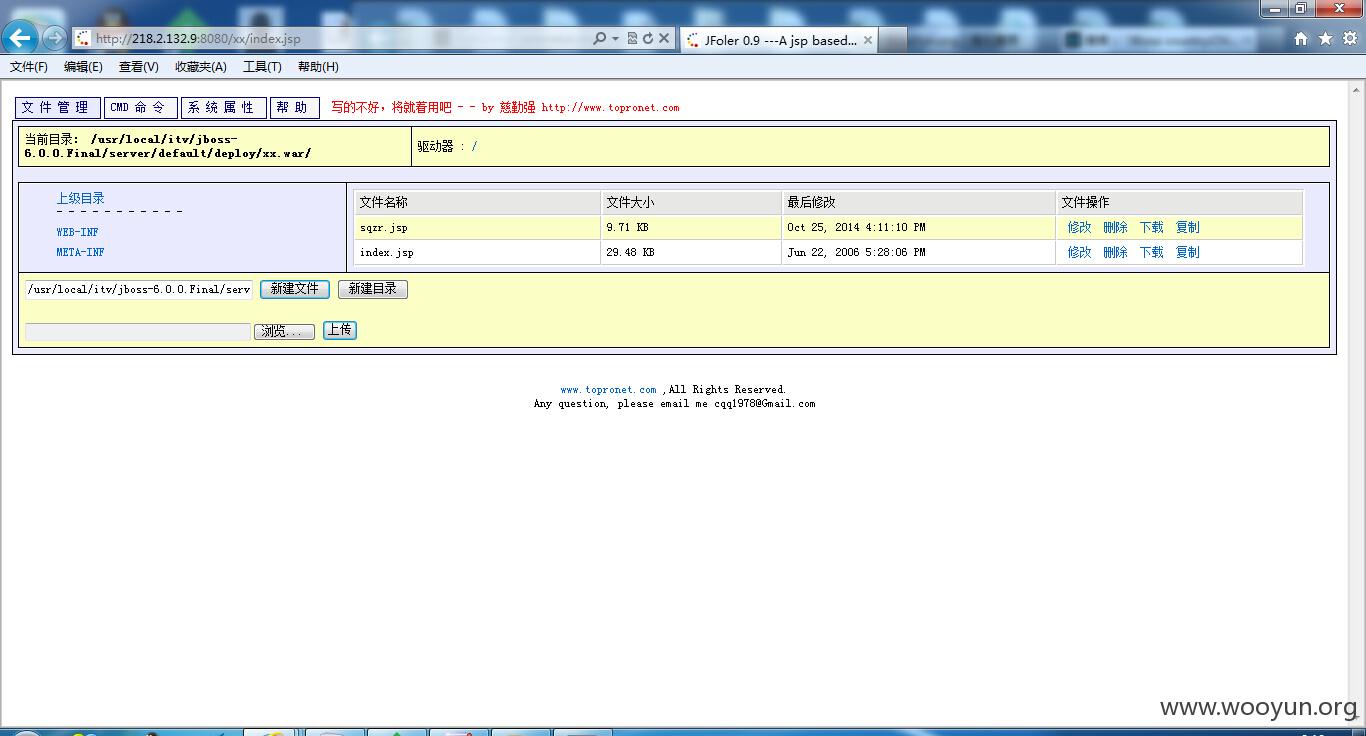 http://218.2.132.9:8080/xx/index.jsp
JFoler 0.9 ---A jsp based...
文件(F) 编辑(E) 查看(V) 收藏夹(A) 工具(T) 帮助(H)
文件管理 CMD 命令 系统属性 帮助 写的不好，将就着用吧 - - by 慈勤强 http://www.topronet.com
当前目录: /usr/local/itv/jboss-
6.0.0.Final/server/default/deploy/xx.war/
驱动器 : /
上级目录
- - - - - - - - - - -
WEB-INF
META-INF
文件名称 文件大小 最后修改 文件操作
sqzr.jsp 9.71 KB Oct 25, 2014 4:11:10 PM 修改 删除 下载 复制
index.jsp 29.48 KB Jun 22, 2006 5:28:06 PM 修改 删除 下载 复制
/usr/local/itv/jboss-6.0.0.Final/serv 新建文件 新建目录
浏览... 上传
www.topronet.com ,All Rights Reserved.
Any question, please email me cqq1978@Gmail.com
www.wooyun.org